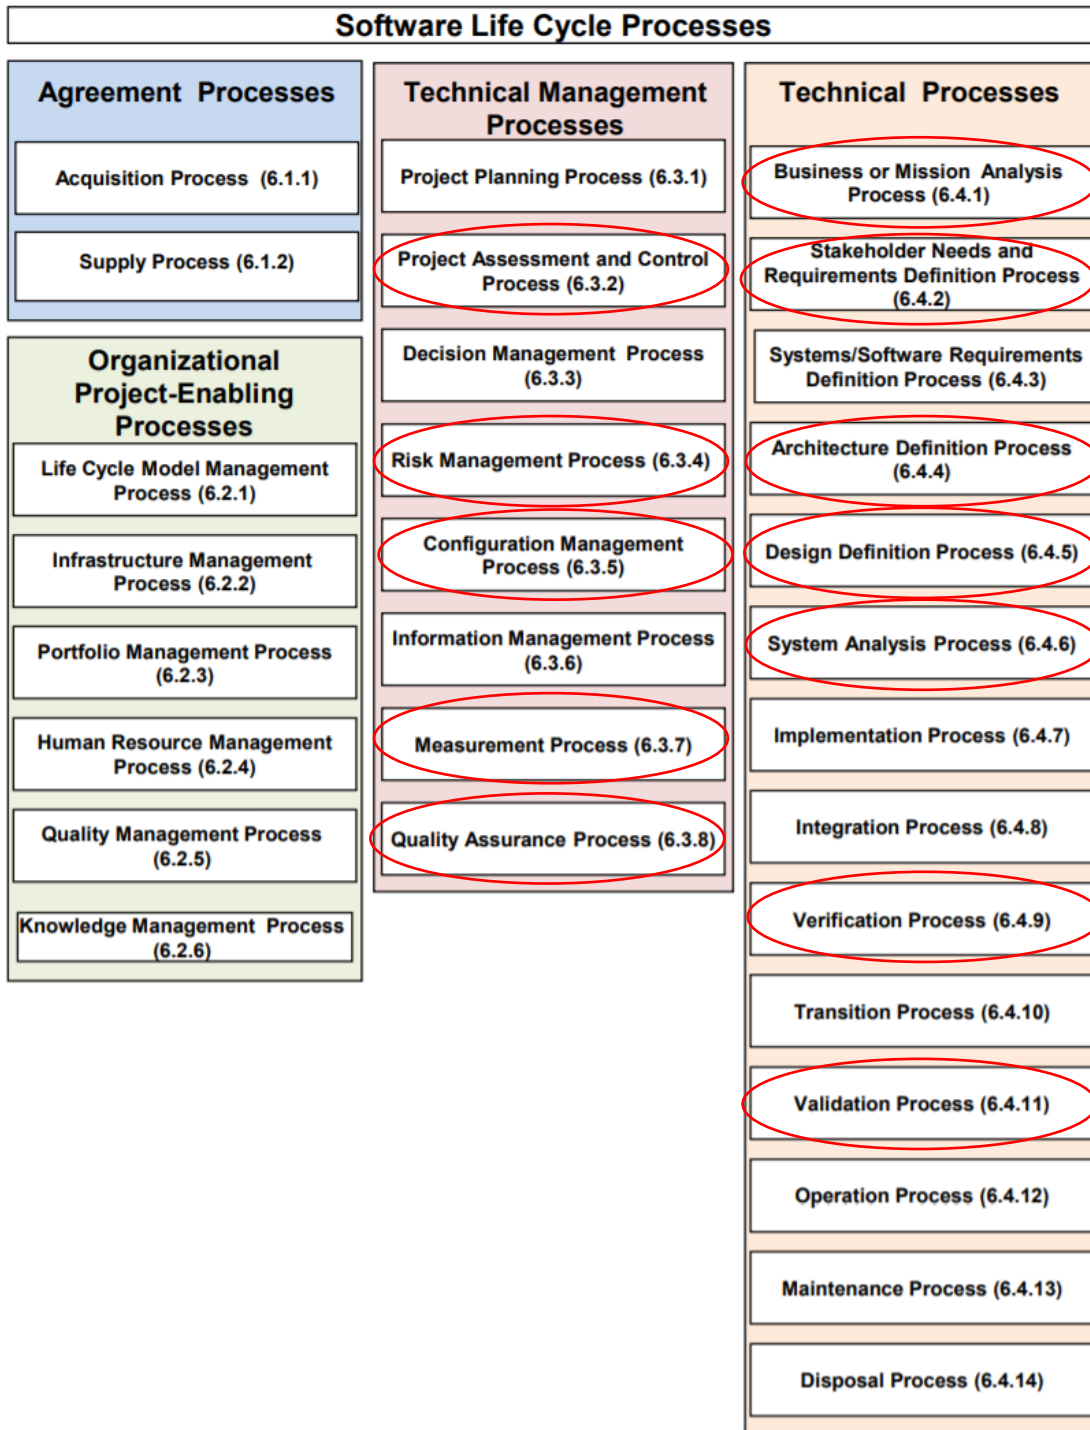 Software Life Cycle Processes
Agreement Processes
Acquisition Process (6.1.1)
Supply Process (6.1.2)
Organizational
Project-Enabling
Processes
Life Cycle Model Management
Process (6.2.1)
Infrastructure Management
Process (6.2.2)
Portfolio Management Process
(6.2.3)
Human Resource Management
Process (6.2.4)
Quality Management Process
(6.2.5)
Knowledge Management Process
(6.2.6)
Technical Management
Processes
Project Planning Process (6.3.1)
Project Assessment and Control
Process (6.3.2)
Decision Management Process
(6.3.3)
Risk Management Process (6.3.4)
Configuration Management
Process (6.3.5)
Information Management Process
(6.3.6)
Measurement Process (6.3.7)
Quality Assurance Process (6.3.8)
Technical Processes
Business or Mission Analysis
Process (6.4.1)
Stakeholder Needs and
Requirements Definition Process
(6.4.2)
Systems/Software Requirements
Definition Process (6.4.3)
Architecture Definition Process
(6.4.4)
Design Definition Process (6.4.5)
System Analysis Process (6.4.6)
Implementation Process (6.4.7)
Integration Process (6.4.8)
Verification Process (6.4.9)
Transition Process (6.4.10)
Validation Process (6.4.11)
Operation Process (6.4.12)
Maintenance Process (6.4.13)
Disposal Process (6.4.14)